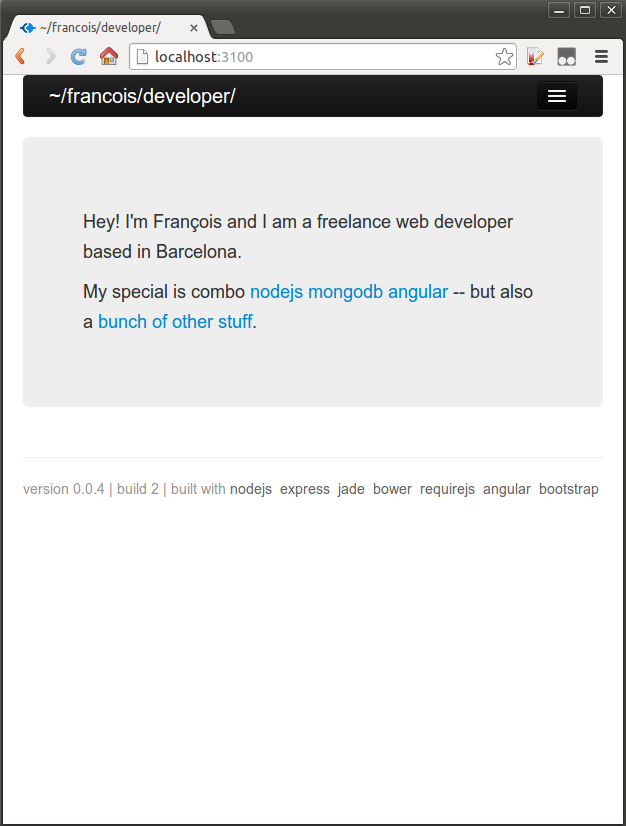 ~/francois/developer/
localhost:3100
~/francois/developer/
Hey! I'm François and I am a freelance web developer
based in Barcelona.
My special is combo nodejs mongodb angular -- but also
a bunch of other stuff.
version 0.0.4 | build 2 | built with nodejs express jade bower requirejs angular bootstrap